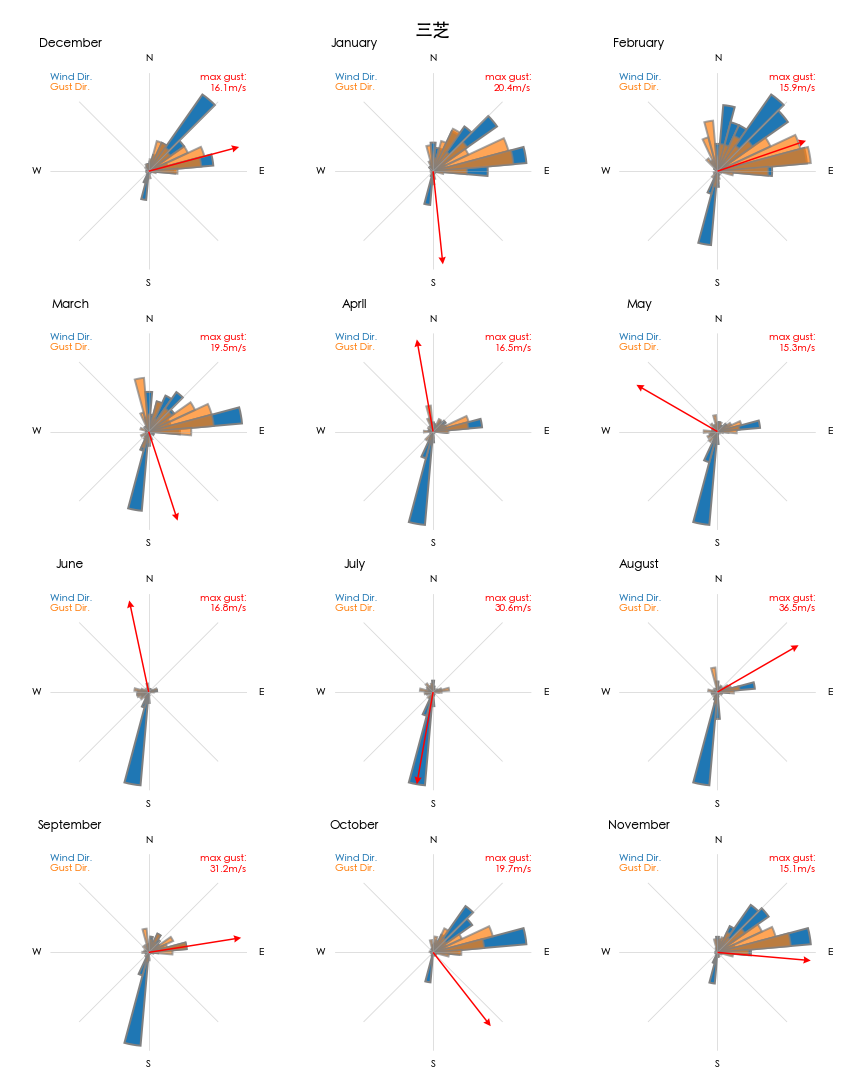 三芝
December
January
February
N
N
N
Wind Dir.
max gust:
Wind Dir.
max gust:
Wind Dir.
max gust:
Gust Dir.
16.1m/s
Gust Dir.
20.4m/s
Gust Dir.
15.9m/s
W
E
W
E
W
E
S
S
S
March
April
May
N
N
N
Wind Dir.
max gust:
Wind Dir.
max gust:
Wind Dir.
max gust:
Gust Dir.
19.5m/s
Gust Dir.
16.5m/s
Gust Dir.
15.3m/s
W
E
W
E
W
E
S
S
S
June
July
August
N
N
N
Wind Dir.
max gust:
Wind Dir.
max gust:
Wind Dir.
max gust:
Gust Dir.
16.8m/s
Gust Dir.
30.6m/s
Gust Dir.
36.5m/s
W
E
W
E
W
E
S
S
S
September
October
November
N
N
N
Wind Dir.
max gust:
Wind Dir.
max gust:
Wind Dir.
max gust:
Gust Dir.
31.2m/s
Gust Dir.
19.7m/s
Gust Dir.
15.1m/s
W
E
W
E
W
E
S
S
S